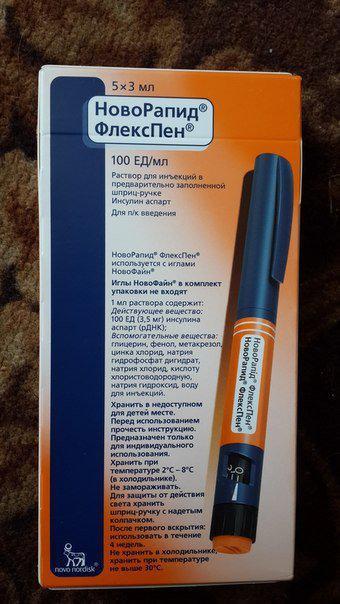 5×3 мл
НовоРапид®
ФлексПен®
100 ЕД/мл
Раствор для инъекций в
предварительно заполненной
шприц-ручке
Инсулин аспарт
Для п/к введения
НовоРапид® ФлексПен®
используется с иглами
НовоФайн®
Иглы НовоФайн® в комплект
упаковки не входят
1 мл раствора содержит:
Действующее вещество:
100 ЕД (3,5 мг) инсулина
аспарта (рДНК);
Вспомогательные вещества:
глицерин, фенол, метакрезол,
цинка хлорид, натрия
гидрофосфат дигидрат,
натрия хлорид, кислоту
хлористоводородную,
натрия гидроксид, воду
для инъекций.
Хранить в недоступном
для детей месте.
Перед использованием
прочесть инструкцию.
Предназначен только
для индивидуального
использования.
Хранить при
температуре 2°C – 8°C
(в холодильнике).
Не замораживать.
Для защиты от действия
света хранить
шприц-ручку с надетым
колпачком.
После первого вскрытия:
использовать в течение
4 недель.
Не хранить в холодильнике,
хранить при температуре
не выше 30°C.
novo nordisk®
НовоРапід® ФлексПен®
НовоРапид® ФлексПен®